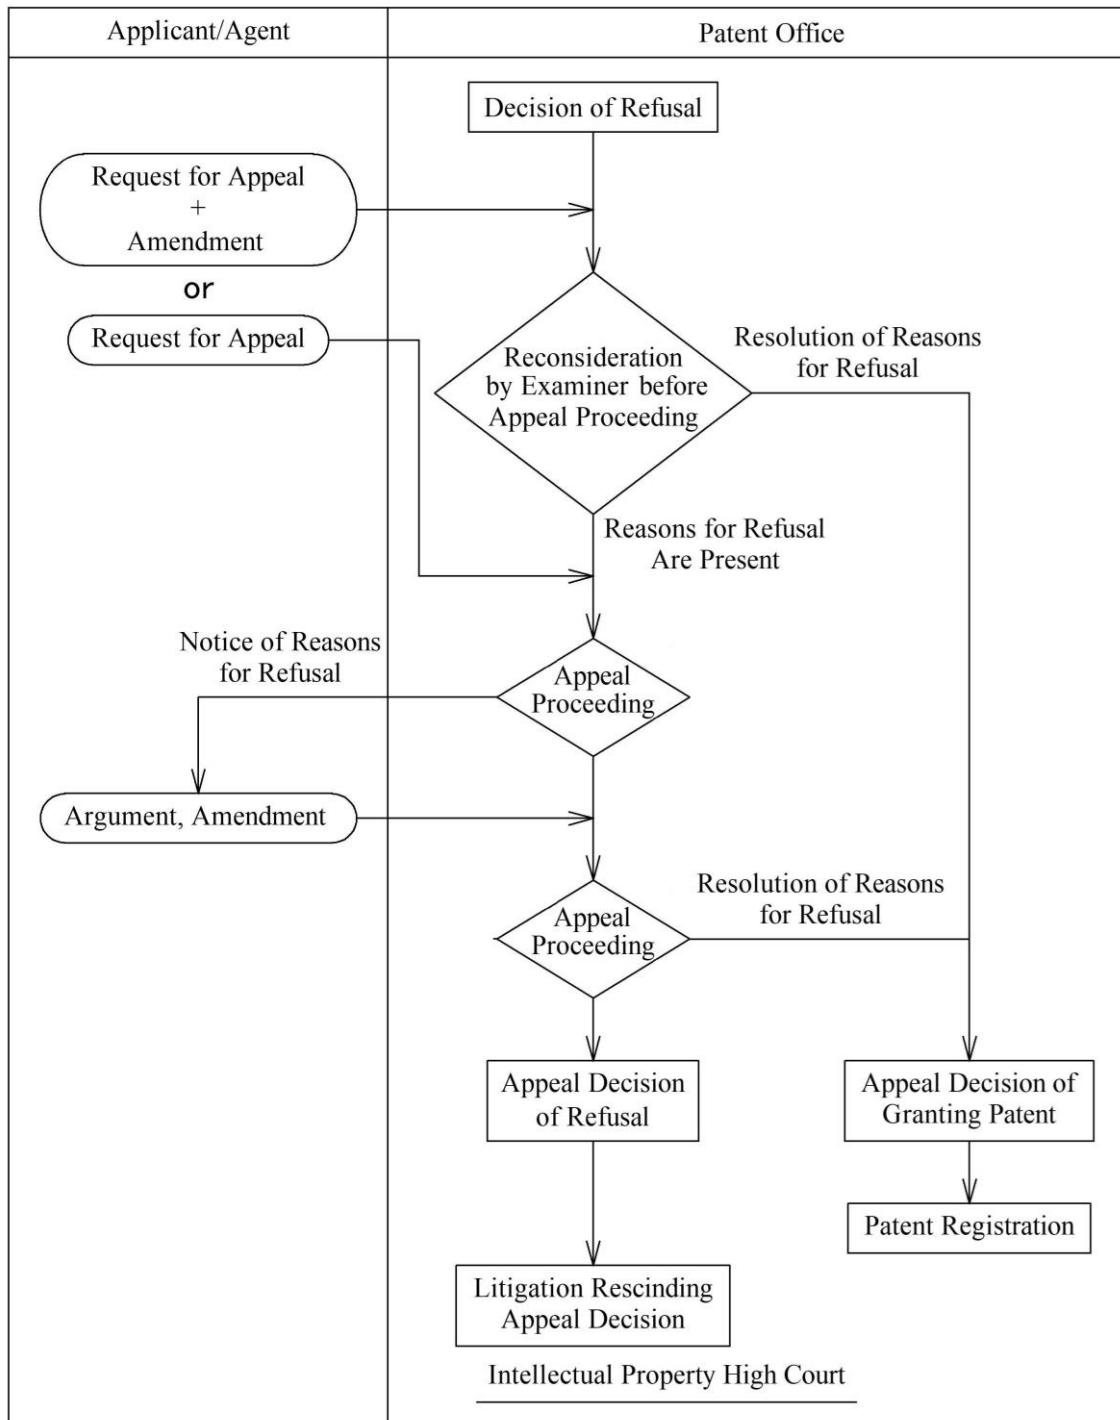 Applicant/Agent
Patent Office
Decision of Refusal
Request for Appeal
+
Amendment
or
Request for Appeal
Reconsideration
by Examiner before
Appeal Proceeding
Resolution of Reasons
for Refusal
Reasons for Refusal
Are Present
Notice of Reasons
for Refusal
Appeal
Proceeding
Argument, Amendment
Appeal
Proceeding
Resolution of Reasons
for Refusal
Appeal Decision
of Refusal
Appeal Decision of
Granting Patent
Patent Registration
Litigation Rescinding
Appeal Decision
Intellectual Property High Court